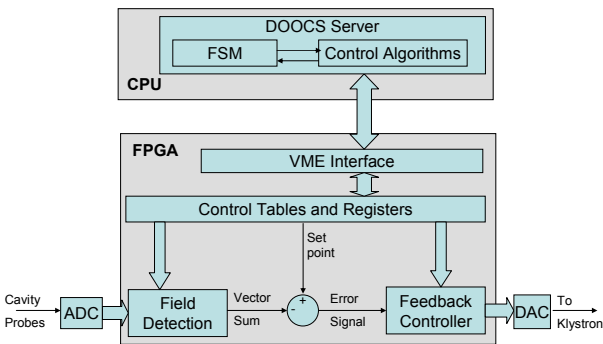 DOOCS Server
FSM
Control Algorithms
CPU
FPGA
VME Interface
Control Tables and Registers
Set
point
Cavity
Probes
ADC
Field
Detection
Vector
Sum
+
-
Error
Signal
Feedback
Controller
DAC
To
Klystron